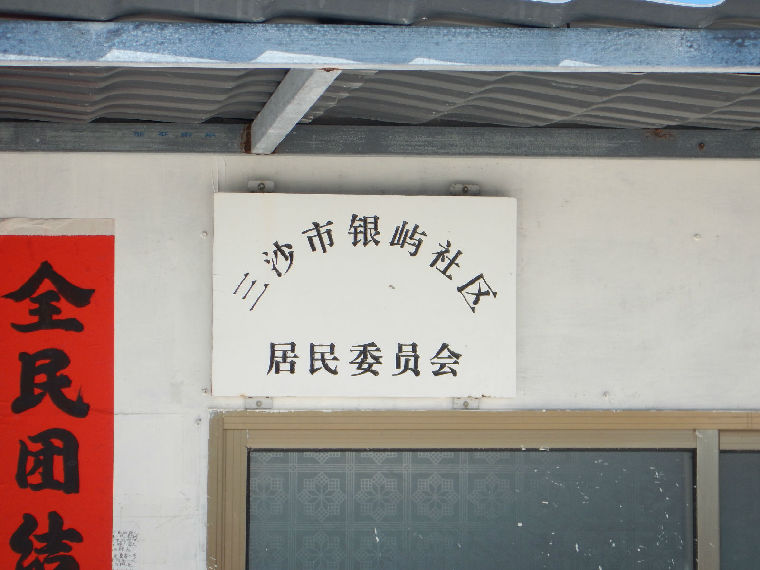 三沙市银屿社区
居民委员会
全民团结